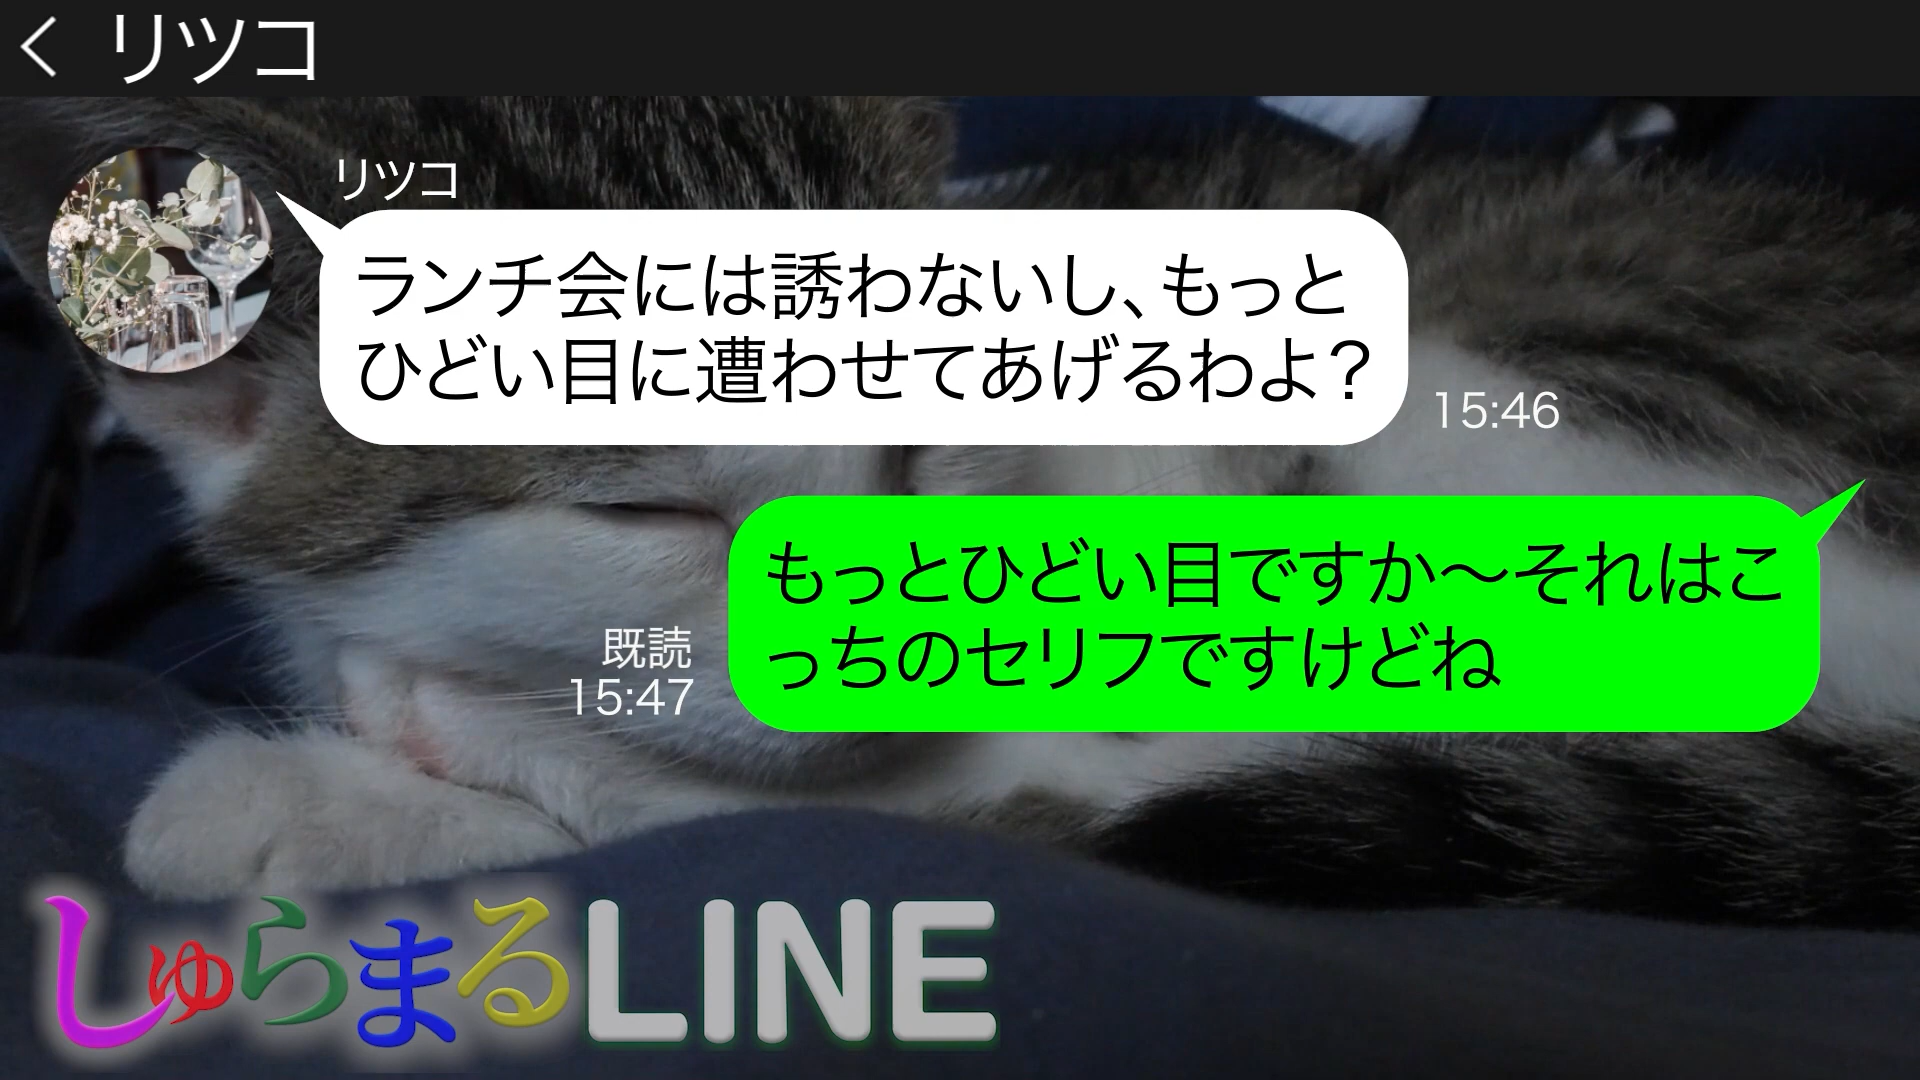 リツコ
リツコ
ランチ会には誘わないし、もっと
ひどい目に遭わせてあげるわよ？
15:46
もっとひどい目ですか〜それはこ
っちのセリフですけどね
既読
15:47
しゅらまるLINE